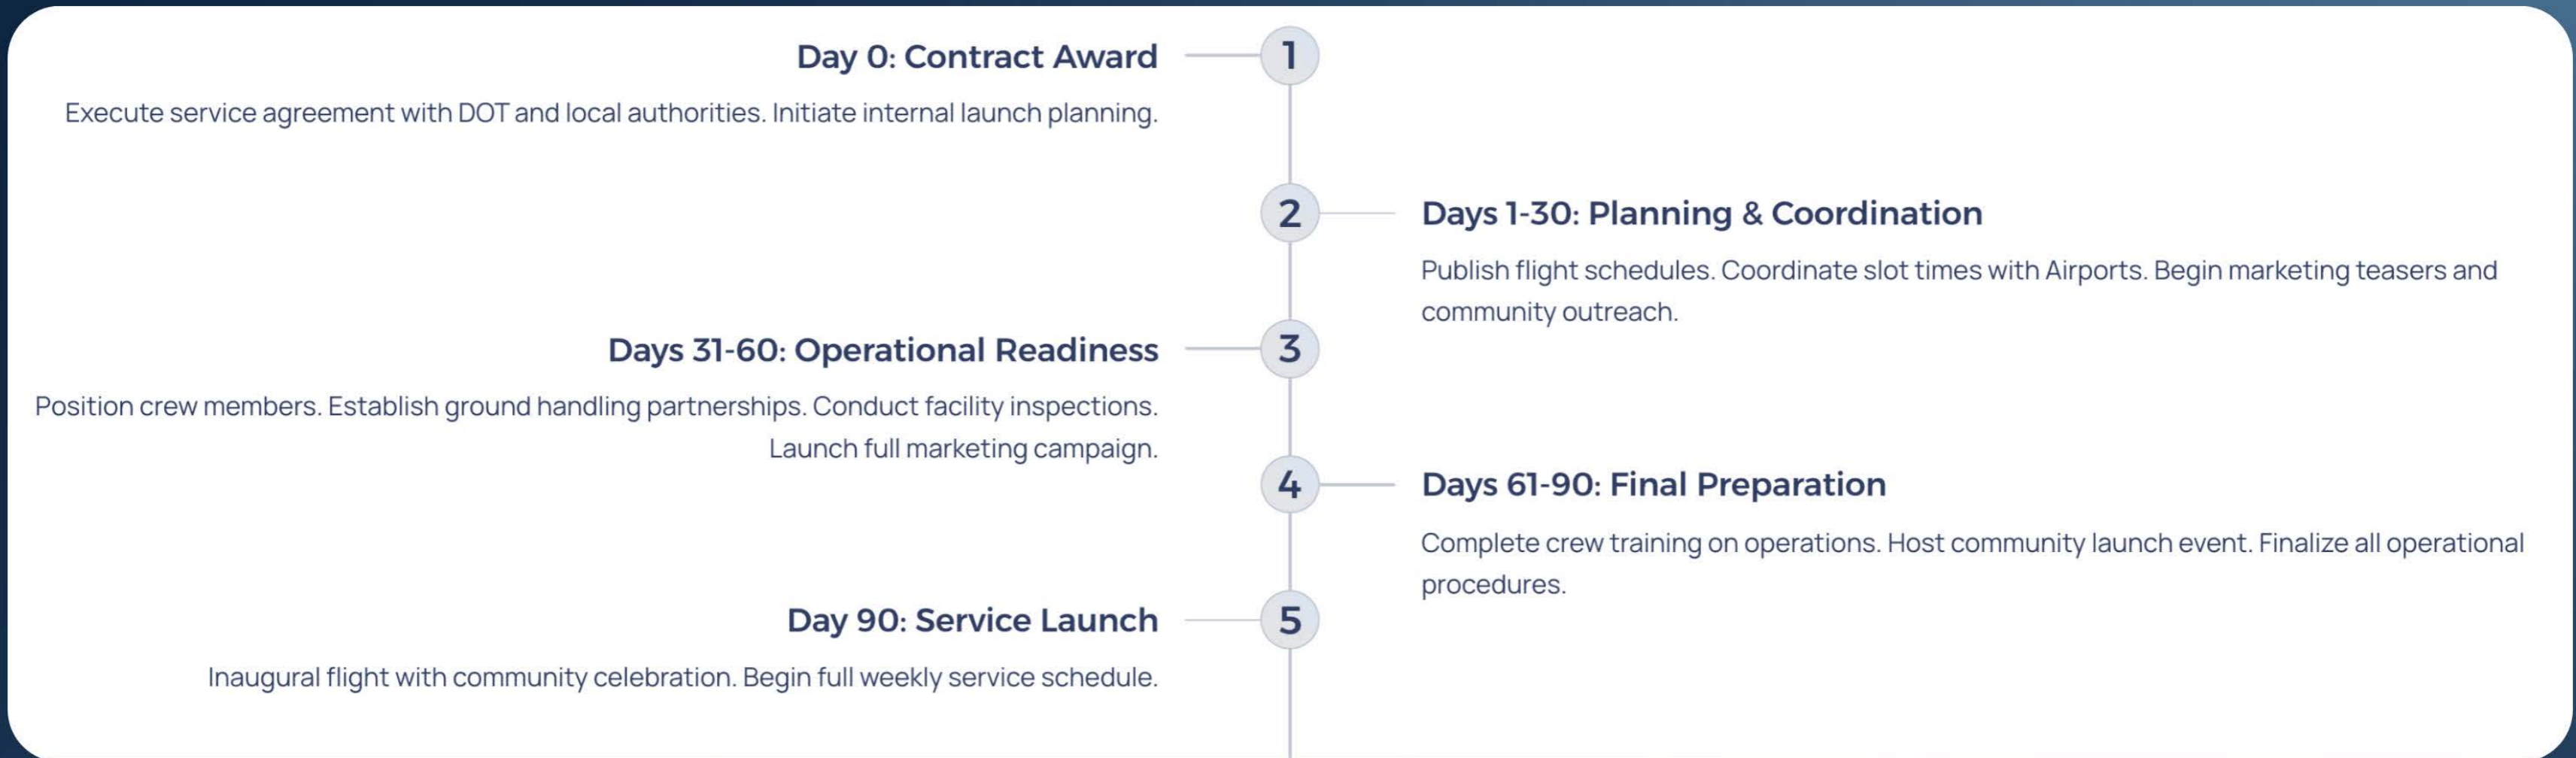 Day 0: Contract Award
1
Execute service agreement with DOT and local authorities. Initiate internal launch planning.
2
Days 1-30: Planning & Coordination
Publish flight schedules. Coordinate slot times with Airports. Begin marketing teasers and
community outreach.
Days 31-60: Operational Readiness
3
Position crew members. Establish ground handling partnerships. Conduct facility inspections.
Launch full marketing campaign.
4
Days 61-90: Final Preparation
Complete crew training on operations. Host community launch event. Finalize all operational
procedures.
Day 90: Service Launch
5
Inaugural flight with community celebration. Begin full weekly service schedule.